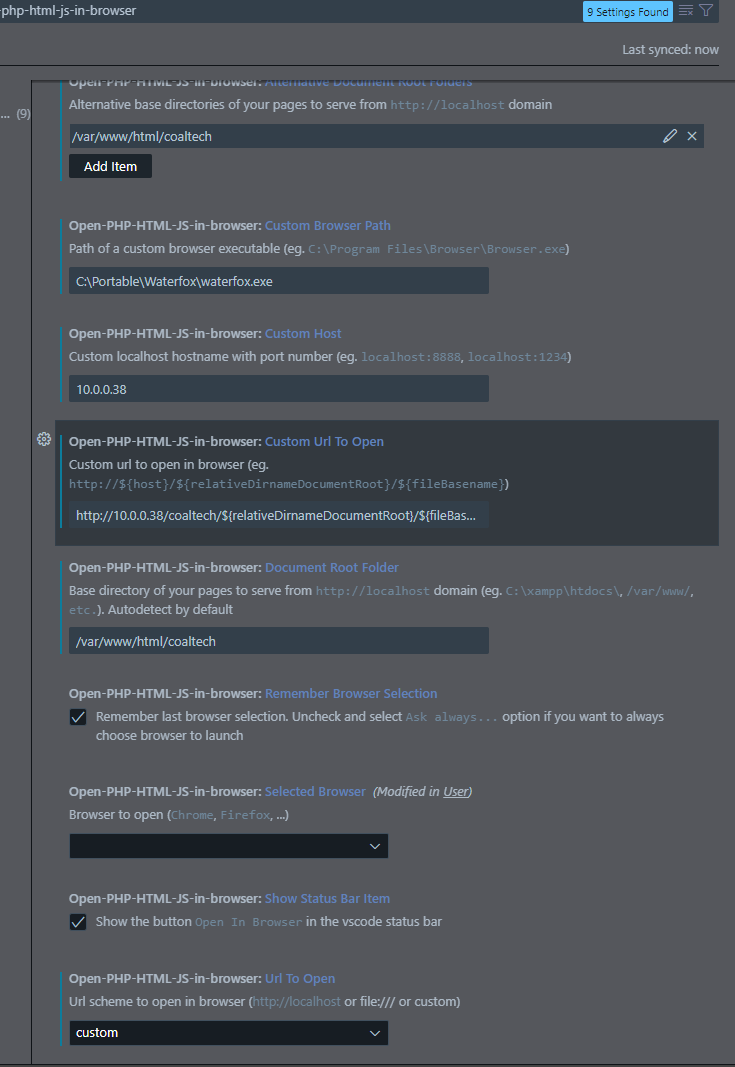 -php-html-js-in-browser
9 Settings Found
Last synced: now
... (9)
Open-PHP-HTML-JS-in-browser: Alternative Document Root Folders
Alternative base directories of your pages to serve from http://localhost domain
/var/www/html/coaltech
Add Item
Open-PHP-HTML-JS-in-browser: Custom Browser Path
Path of a custom browser executable (eg. C:\Program Files\Browser\Browser.exe)
C:\Portable\Waterfox\waterfox.exe
Open-PHP-HTML-JS-in-browser: Custom Host
Custom localhost hostname with port number (eg. localhost:8888, localhost:1234)
10.0.0.38
Open-PHP-HTML-JS-in-browser: Custom Url To Open
Custom url to open in browser (eg.
http://${host}/${relativeDirnameDocumentRoot}/${fileBasename})
http://10.0.0.38/coaltech/${relativeDirnameDocumentRoot}/${fileBas...
Open-PHP-HTML-JS-in-browser: Document Root Folder
Base directory of your pages to serve from http://localhost domain (eg. C:\xampp\htdocs\, /var/www/,
etc.). Autodetect by default
/var/www/html/coaltech
Open-PHP-HTML-JS-in-browser: Remember Browser Selection
Remember last browser selection. Uncheck and select Ask always... option if you want to always
choose browser to launch
Open-PHP-HTML-JS-in-browser: Selected Browser (Modified in User)
Browser to open (Chrome, Firefox, ...)
Open-PHP-HTML-JS-in-browser: Show Status Bar Item
Show the button Open In Browser in the vscode status bar
Open-PHP-HTML-JS-in-browser: Url To Open
Url scheme to open in browser (http://localhost or file:/// or custom)
custom